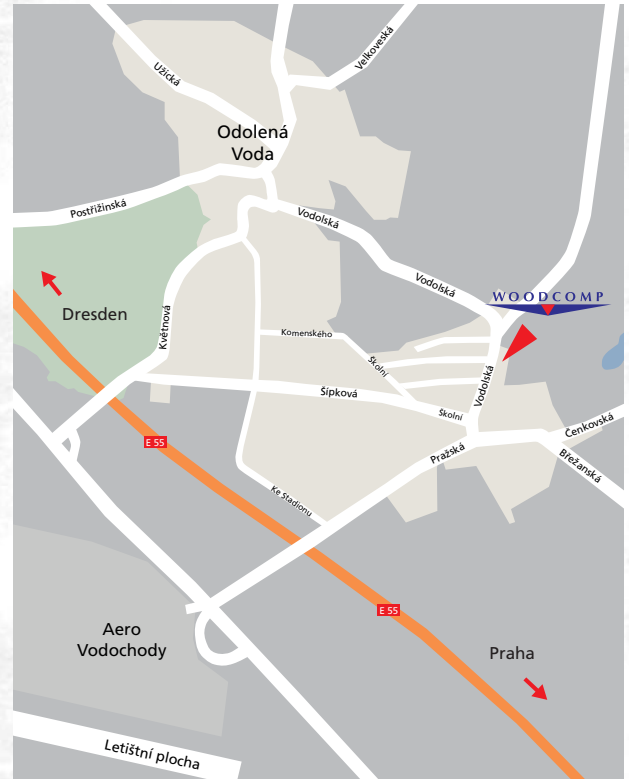 Užická
Velkoveská
Odolená
Voda
Postřižinská
Vodolská
Vodolská
WOODCOMP
Dresden
Květnová
Komenského
Školní
Vodolská
Šípková
Školní
Čenkovská
Pražská
Břežanská
E 55
Ke Stadionu
E 55
Aero
Vodochody
Praha
Letištní plocha